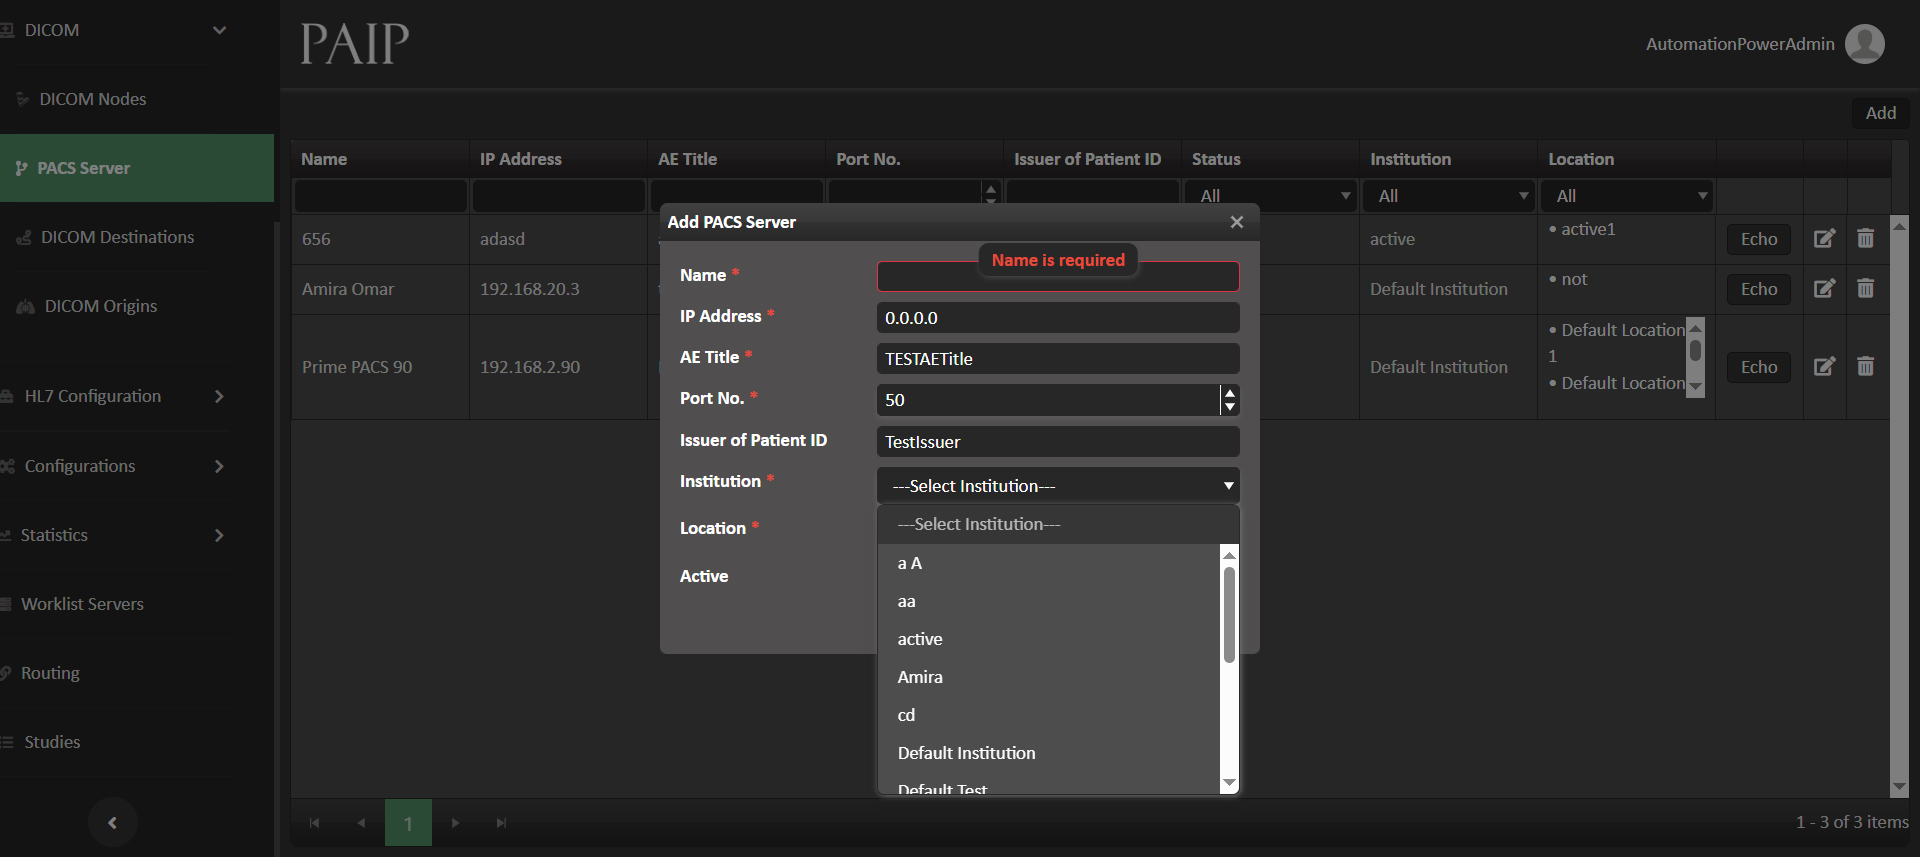 DICOM
DICOM Nodes
PACS Server
DICOM Destinations
DICOM Origins
HL7 Configuration
Configurations
Statistics
Worklist Servers
Routing
Studies
PAIP
AutomationPowerAdmin
Add
Name IP Address AE Title Port No. Issuer of Patient ID Status Institution Location
All All All
656 adasd active • active1 Echo
Amira Omar 192.168.20.3 Default Institution • not Echo
Prime PACS 90 192.168.2.90 Default Institution • Default Location 1 • Default Location Echo
Add PACS Server
Name is required
Name *
IP Address * 0.0.0.0
AE Title * TESTAETitle
Port No. * 50
Issuer of Patient ID TestIssuer
Institution * ---Select Institution---
Location *
Active
---Select Institution---
a A
aa
active
Amira
cd
Default Institution
Default Test
1
1 - 3 of 3 items